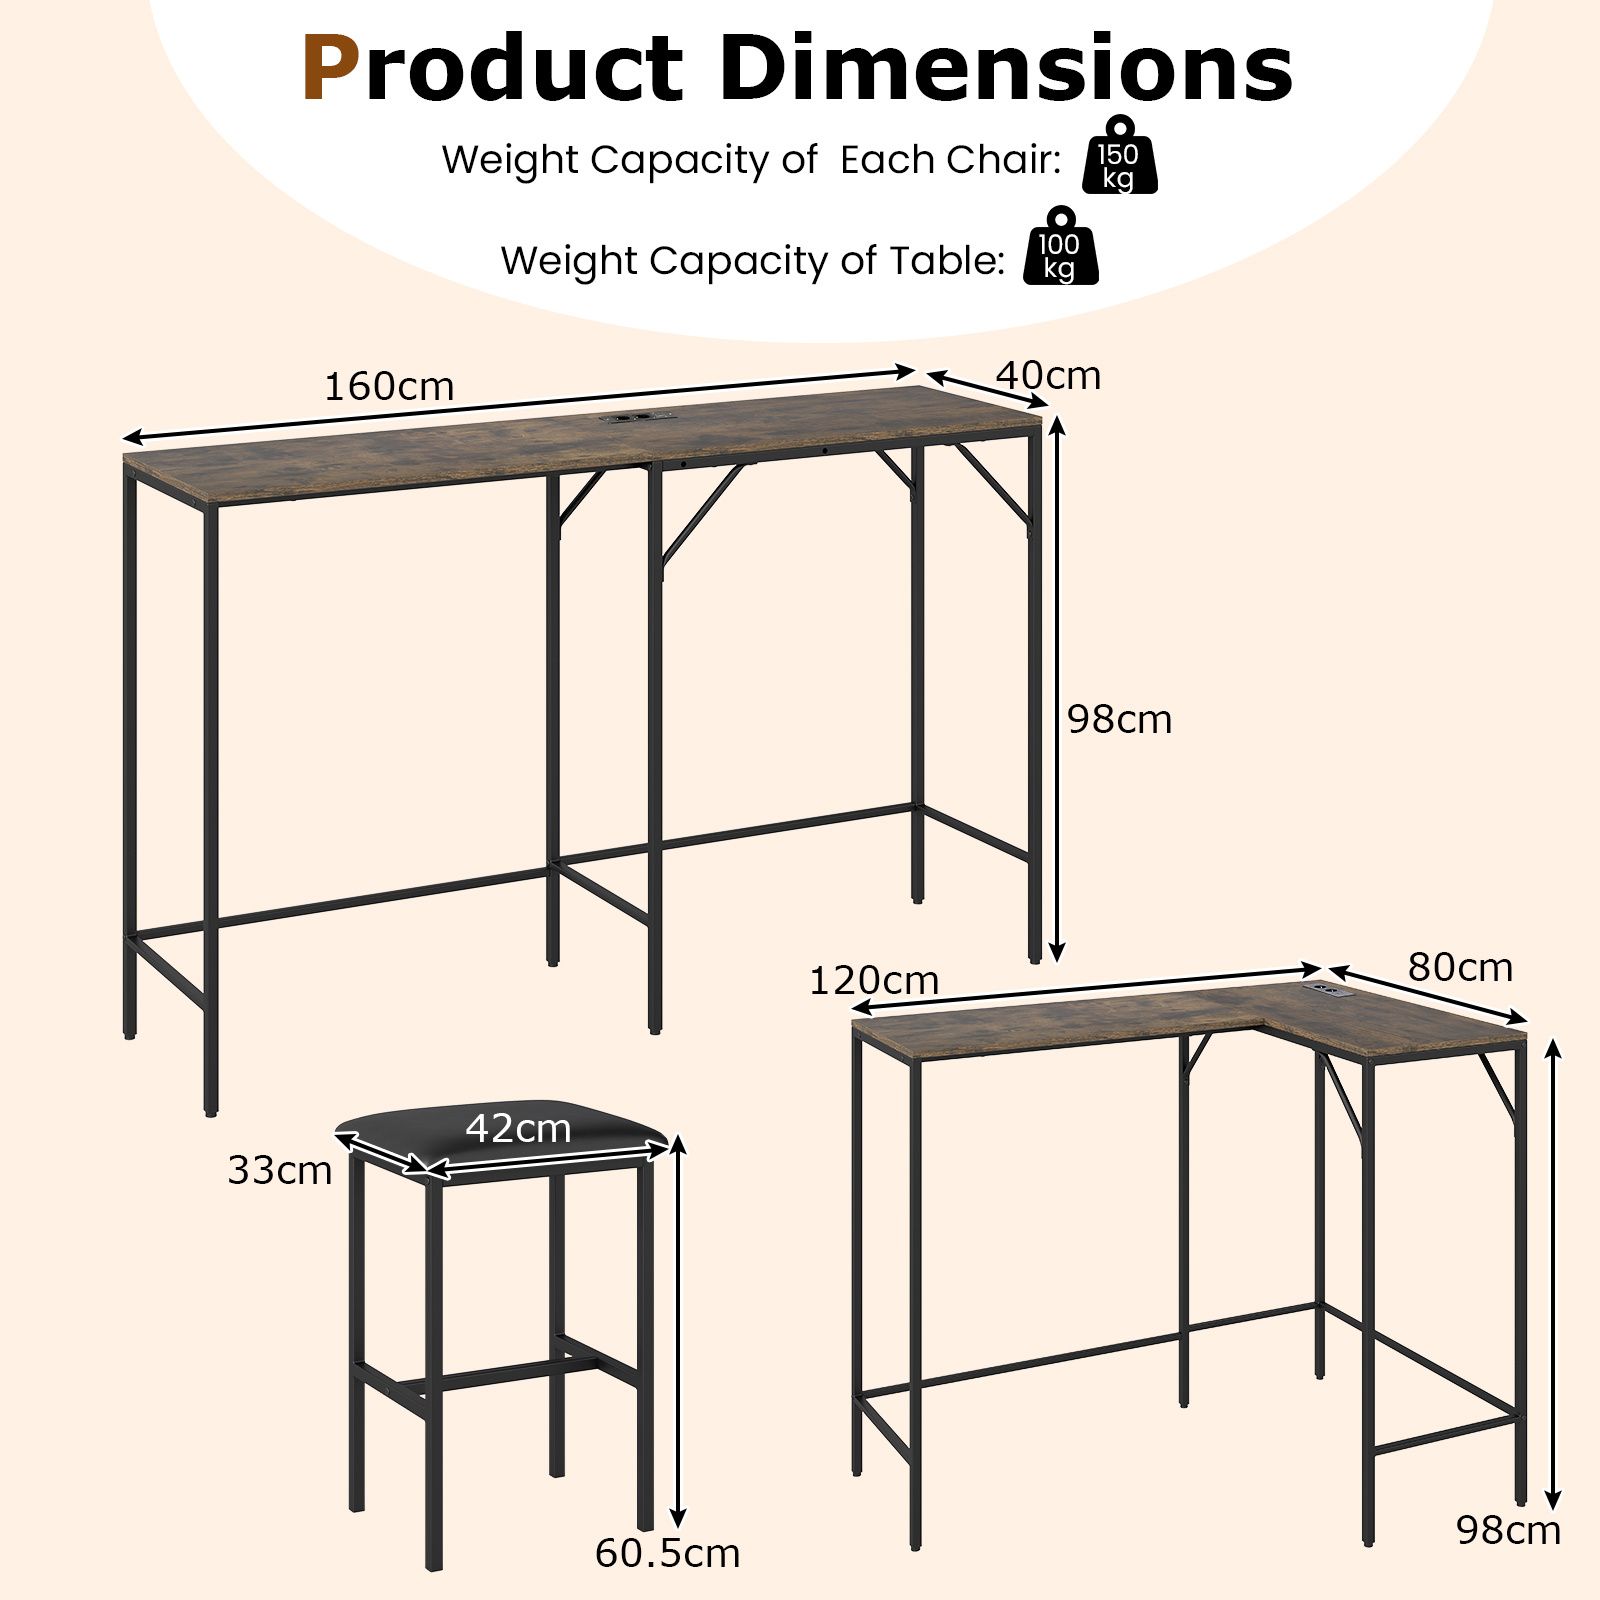 Product Dimensions
Weight Capacity of Each Chair: 150 kg
Weight Capacity of Table: 100 kg
160cm
40cm
98cm
120cm
80cm
42cm
33cm
60.5cm
98cm